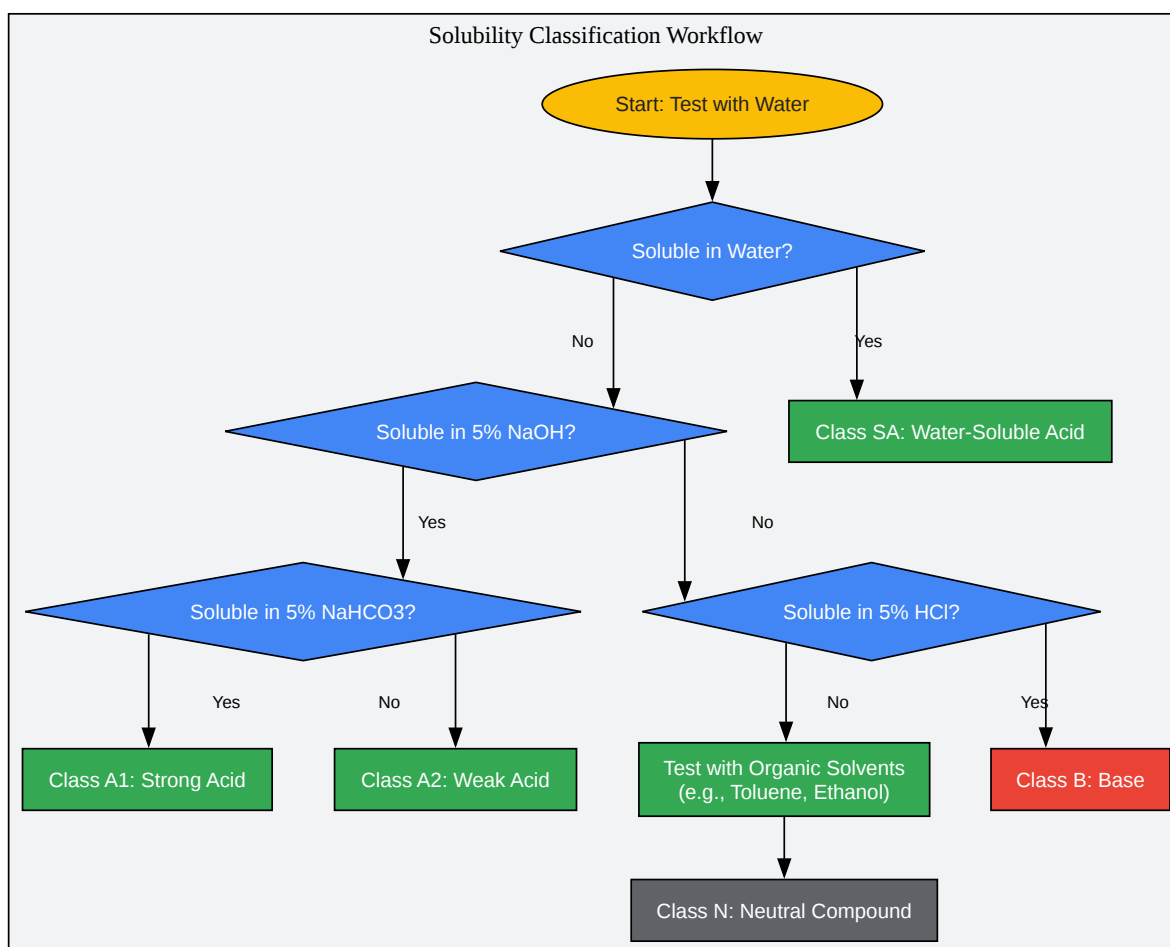 Solubility Classification Workflow
Start: Test with Water
Soluble in Water?
No
Yes
Soluble in 5% NaOH?
Class SA: Water-Soluble Acid
Yes
No
Soluble in 5% NaHCO3?
Soluble in 5% HCl?
Yes
No
No
Yes
Class A1: Strong Acid
Class A2: Weak Acid
Test with Organic Solvents
(e.g., Toluene, Ethanol)
Class B: Base
Class N: Neutral Compound